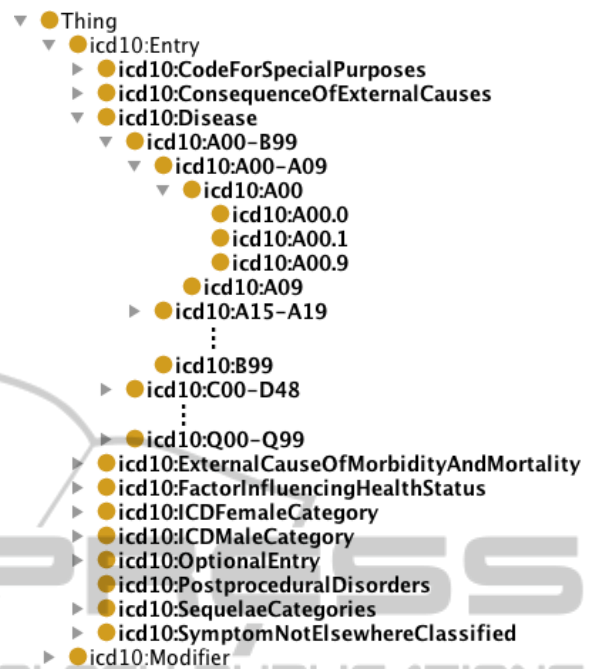 Thing
icd10:Entry
icd10:CodeForSpecialPurposes
icd10:ConsequenceOfExternalCauses
icd10:Disease
icd10:A00–B99
icd10:A00–A09
icd10:A00
icd10:A00.0
icd10:A00.1
icd10:A00.9
icd10:A09
icd10:A15–A19
icd10:B99
icd10:C00–D48
icd10:Q00–Q99
icd10:ExternalCauseOfMorbidityAndMortality
icd10:FactorInfluencingHealthStatus
icd10:ICDFemaleCategory
icd10:ICDMaleCategory
icd10:OptionalEntry
icd10:PostproceduralDisorders
icd10:SequelaeCategories
icd10:SymptomNotElsewhereClassified
icd10:Modifier